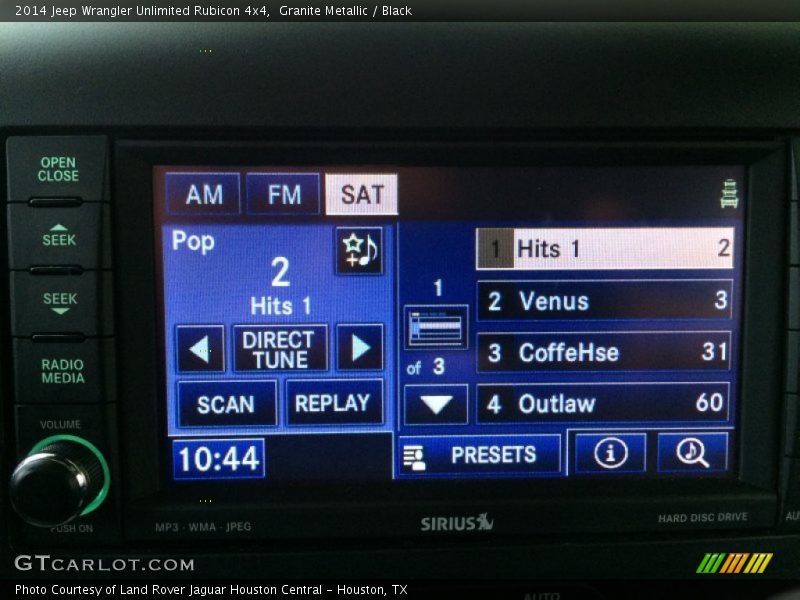 2014 Jeep Wrangler Unlimited Rubicon 4x4,  Granite Metallic / Black
OPEN
CLOSE
SEEK
SEEK
RADIO
MEDIA
VOLUME
PUSH ON
AM FM SAT
Pop
2
Hits 1
DIRECT
TUNE
SCAN REPLAY
10:44
1
of 3
1 Hits 1 2
2 Venus 3
3 CoffeHse 31
4 Outlaw 60
PRESETS
i
MP3 · WMA · JPEG
SIRIUS
HARD DISC DRIVE
AUTO
GTCARLOT.COM
Photo Courtesy of Land Rover Jaguar Houston Central - Houston, TX